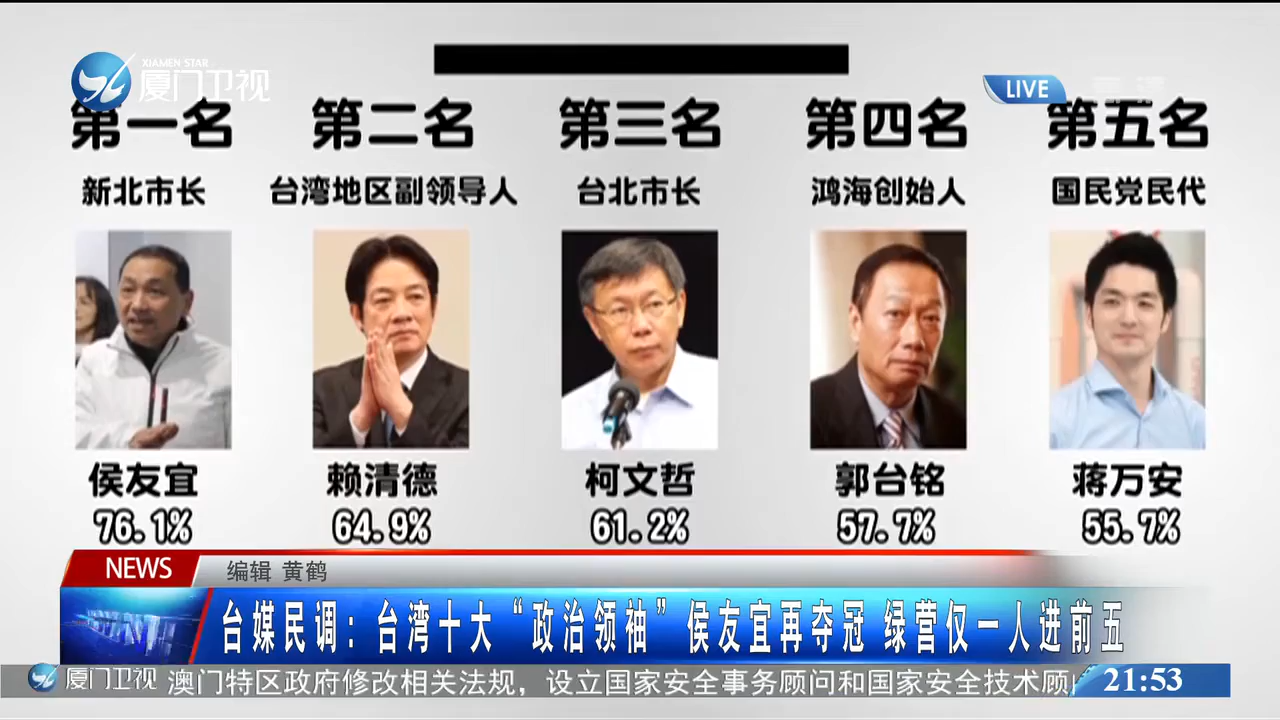 XIAMEN STAR
厦门卫视
LIVE
第一名 第二名 第三名 第四名 第五名
新北市长 台湾地区副领导人 台北市长 鸿海创始人 国民党民代
侯友宜 赖清德 柯文哲 郭台铭 蒋万安
76.1% 64.9% 61.2% 57.7% 55.7%
NEWS 编辑 黄鹤
台媒民调：台湾十大“政治领袖”侯友宜再夺冠 绿营仅一人进前五
厦门卫视 澳门特区政府修改相关法规，设立国家安全事务顾问和国家安全技术顾 21:53